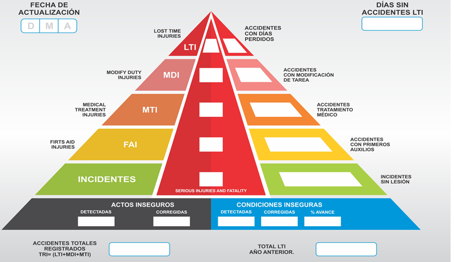 FECHA DE
ACTUALIZACIÓN
D M A
DÍAS SIN
ACCIDENTES LTI
LOST TIME
INJURIES
LTI
ACCIDENTES
CON DÍAS
PERDIDOS
MODIFY DUTY
INJURIES
MDI
ACCIDENTES
CON MODIFICACIÓN
DE TAREA
MEDICAL
TREATMENT
INJURIES
MTI
ACCIDENTES
TRATAMIENTO
MÉDICO
FIRTS AID
INJURIES
FAI
ACCIDENTES
CON PRIMEROS
AUXILIOS
INCIDENTES
INCIDENTES
SIN LESIÓN
SERIOUS INJURIES AND FATALITY
ACTOS INSEGUROS
DETECTADAS CORREGIDAS
CONDICIONES INSEGURAS
DETECTADAS CORREGIDAS % AVANCE
ACCIDENTES TOTALES
REGISTRADOS
TRI= (LTI+MDI+MTI)
TOTAL LTI
AÑO ANTERIOR.